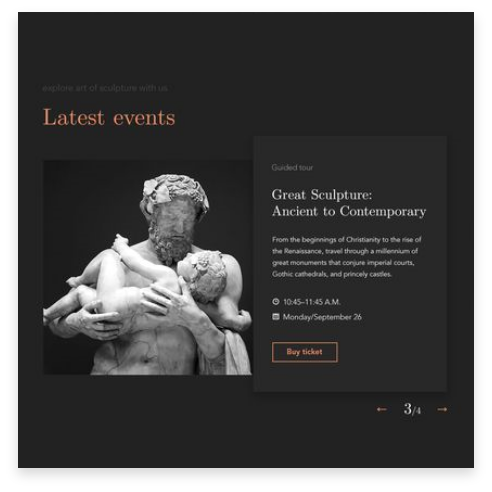 explore art of sculpture with us
Latest events
Guided tour
Great Sculpture:
Ancient to Contemporary
From the beginnings of Christianity to the rise of
the Renaissance, travel through a millennium of
great monuments that conjure imperial courts,
Gothic cathedrals, and princely castles.
10:45–11:45 A.M.
Monday/September 26
Buy ticket
← 3/4 →